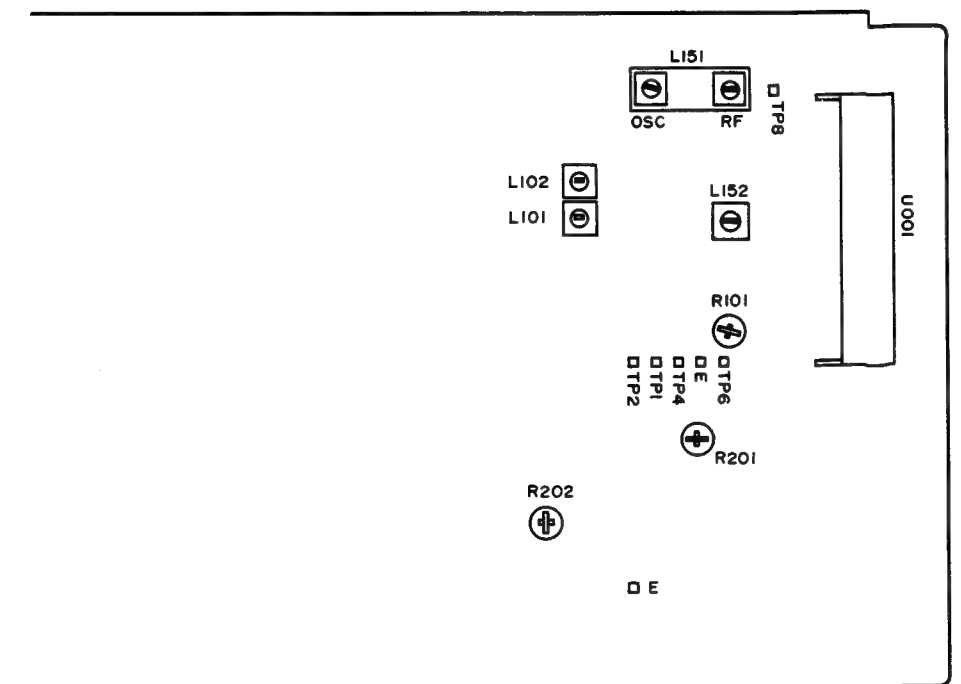 L151
OSC
RF
TP8
L102
L101
L152
U001
R101
TP2
TP1
TP4
E
TP6
R201
R202
E